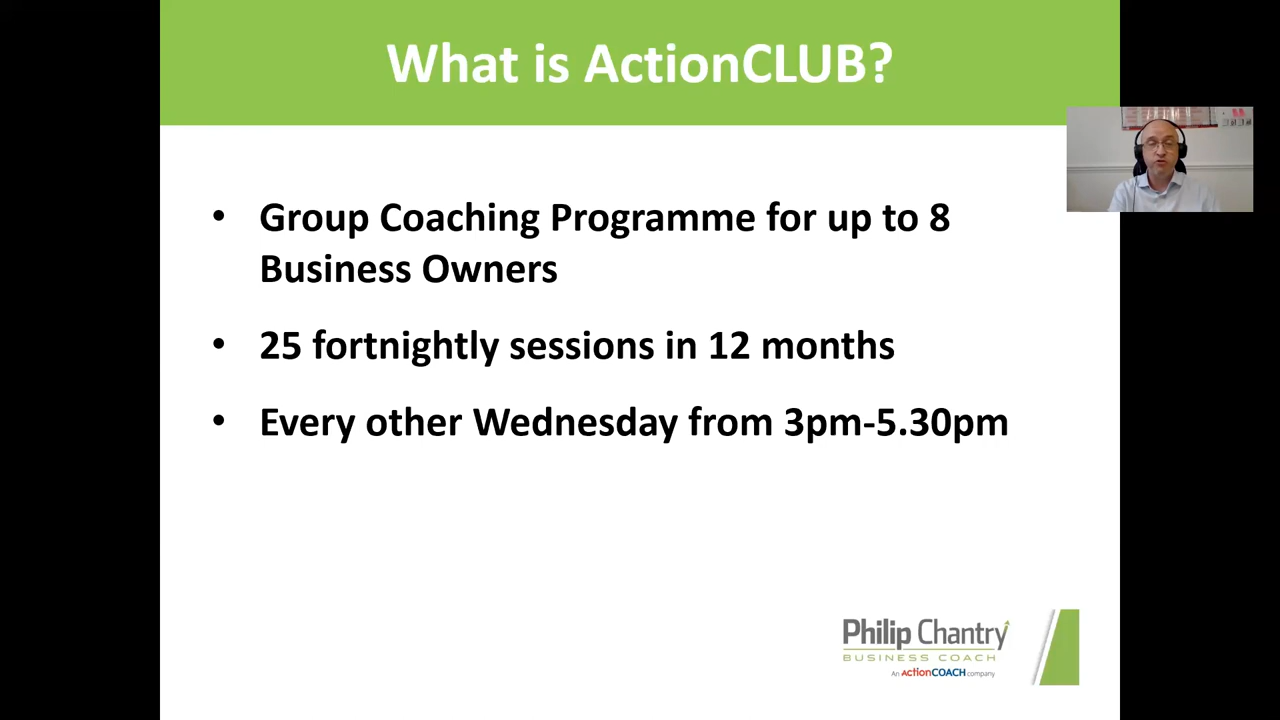 What is ActionCLUB?
• Group Coaching Programme for up to 8
Business Owners
• 25 fortnightly sessions in 12 months
• Every other Wednesday from 3pm-5.30pm
Philip Chantry
BUSINESS COACH
An ActionCOACH company